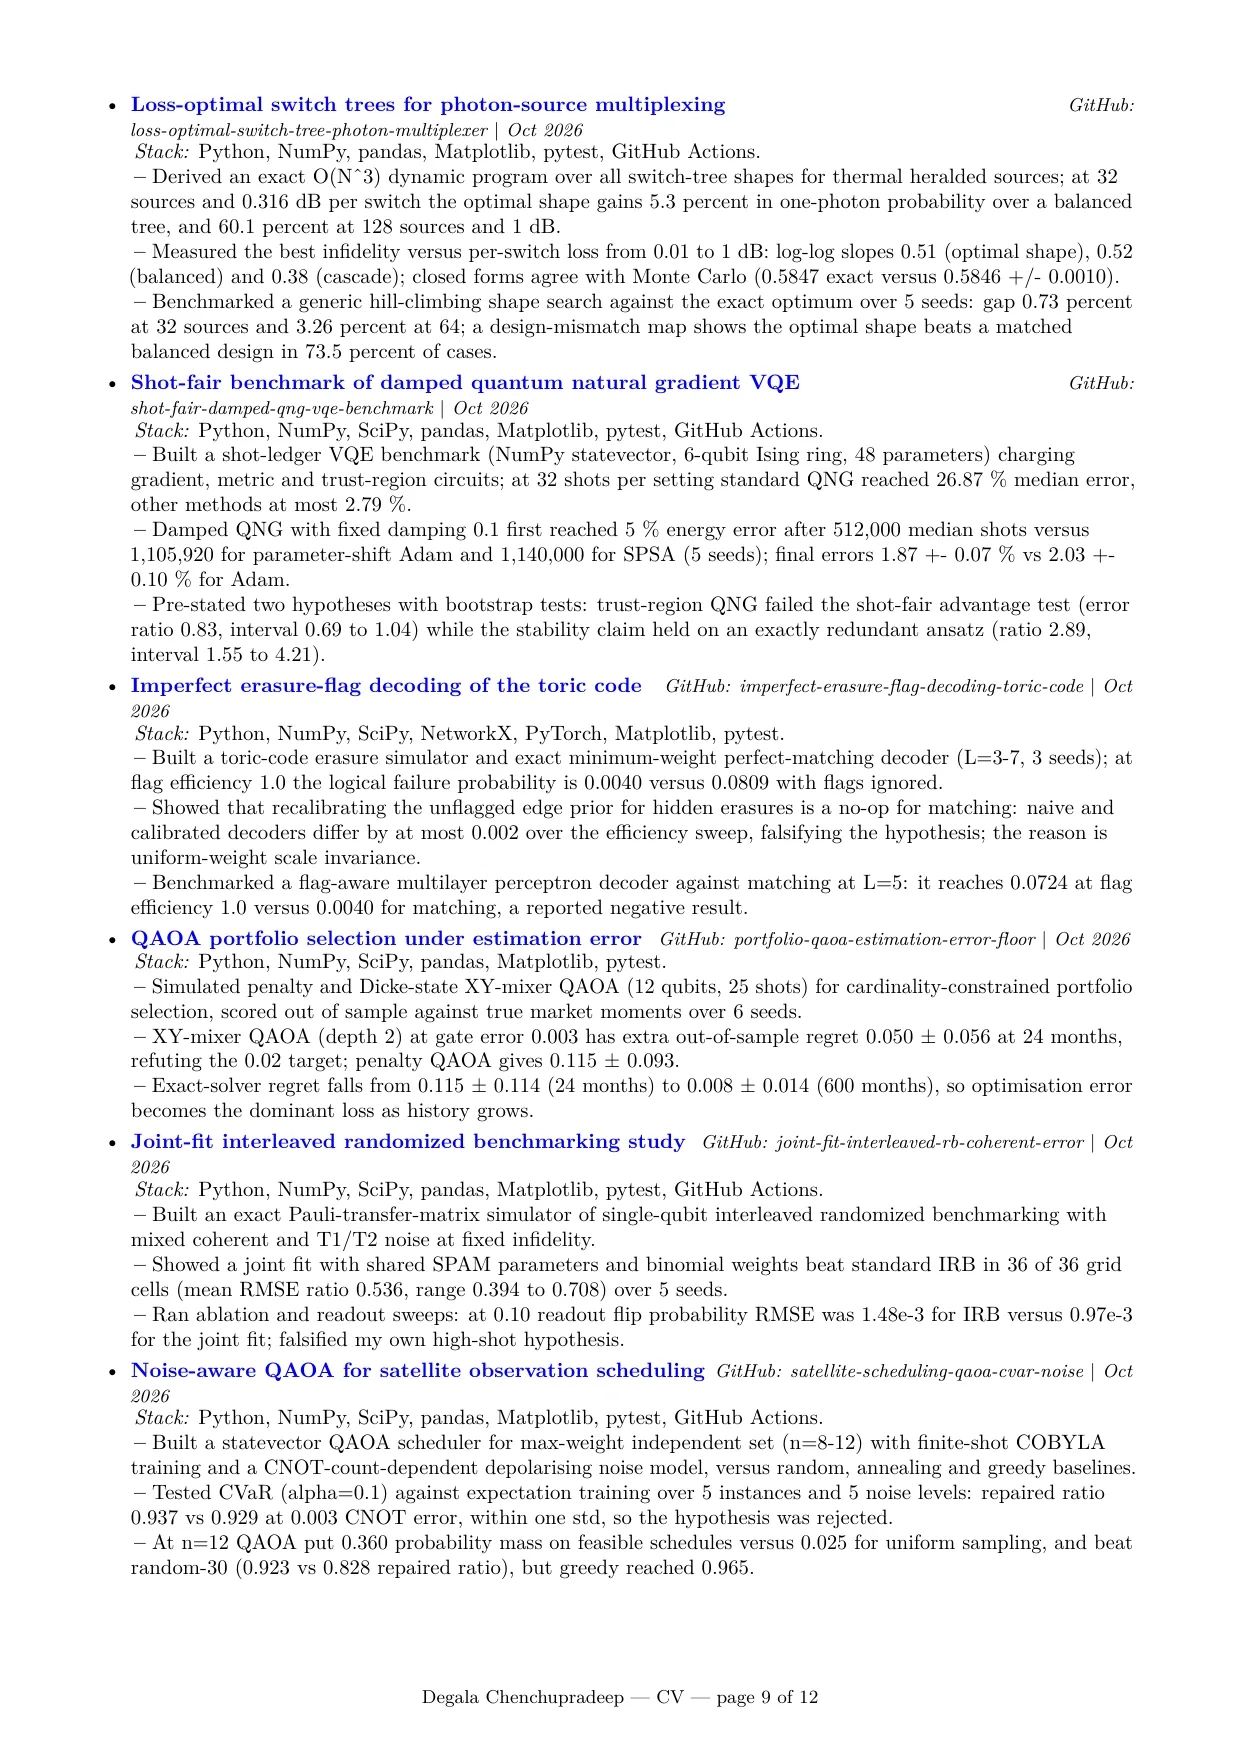 • Loss-optimal switch trees for photon-source multiplexing GitHub:
loss-optimal-switch-tree-photon-multiplexer | Oct 2026
Stack: Python, NumPy, pandas, Matplotlib, pytest, GitHub Actions.
– Derived an exact O(Nˆ3) dynamic program over all switch-tree shapes for thermal heralded sources; at 32
sources and 0.316 dB per switch the optimal shape gains 5.3 percent in one-photon probability over a balanced
tree, and 60.1 percent at 128 sources and 1 dB.
– Measured the best infidelity versus per-switch loss from 0.01 to 1 dB: log-log slopes 0.51 (optimal shape), 0.52
(balanced) and 0.38 (cascade); closed forms agree with Monte Carlo (0.5847 exact versus 0.5846 +/- 0.0010).
– Benchmarked a generic hill-climbing shape search against the exact optimum over 5 seeds: gap 0.73 percent
at 32 sources and 3.26 percent at 64; a design-mismatch map shows the optimal shape beats a matched
balanced design in 73.5 percent of cases.
• Shot-fair benchmark of damped quantum natural gradient VQE GitHub:
shot-fair-damped-qng-vqe-benchmark | Oct 2026
Stack: Python, NumPy, SciPy, pandas, Matplotlib, pytest, GitHub Actions.
– Built a shot-ledger VQE benchmark (NumPy statevector, 6-qubit Ising ring, 48 parameters) charging
gradient, metric and trust-region circuits; at 32 shots per setting standard QNG reached 26.87 % median error,
other methods at most 2.79 %.
– Damped QNG with fixed damping 0.1 first reached 5 % energy error after 512,000 median shots versus
1,105,920 for parameter-shift Adam and 1,140,000 for SPSA (5 seeds); final errors 1.87 +- 0.07 % vs 2.03 +-
0.10 % for Adam.
– Pre-stated two hypotheses with bootstrap tests: trust-region QNG failed the shot-fair advantage test (error
ratio 0.83, interval 0.69 to 1.04) while the stability claim held on an exactly redundant ansatz (ratio 2.89,
interval 1.55 to 4.21).
• Imperfect erasure-flag decoding of the toric code GitHub: imperfect-erasure-flag-decoding-toric-code | Oct
2026
Stack: Python, NumPy, SciPy, NetworkX, PyTorch, Matplotlib, pytest.
– Built a toric-code erasure simulator and exact minimum-weight perfect-matching decoder (L=3-7, 3 seeds); at
flag efficiency 1.0 the logical failure probability is 0.0040 versus 0.0809 with flags ignored.
– Showed that recalibrating the unflagged edge prior for hidden erasures is a no-op for matching: naive and
calibrated decoders differ by at most 0.002 over the efficiency sweep, falsifying the hypothesis; the reason is
uniform-weight scale invariance.
– Benchmarked a flag-aware multilayer perceptron decoder against matching at L=5: it reaches 0.0724 at flag
efficiency 1.0 versus 0.0040 for matching, a reported negative result.
• QAOA portfolio selection under estimation error GitHub: portfolio-qaoa-estimation-error-floor | Oct 2026
Stack: Python, NumPy, SciPy, pandas, Matplotlib, pytest.
– Simulated penalty and Dicke-state XY-mixer QAOA (12 qubits, 25 shots) for cardinality-constrained portfolio
selection, scored out of sample against true market moments over 6 seeds.
– XY-mixer QAOA (depth 2) at gate error 0.003 has extra out-of-sample regret 0.050 ± 0.056 at 24 months,
refuting the 0.02 target; penalty QAOA gives 0.115 ± 0.093.
– Exact-solver regret falls from 0.115 ± 0.114 (24 months) to 0.008 ± 0.014 (600 months), so optimisation error
becomes the dominant loss as history grows.
• Joint-fit interleaved randomized benchmarking study GitHub: joint-fit-interleaved-rb-coherent-error | Oct
2026
Stack: Python, NumPy, SciPy, pandas, Matplotlib, pytest, GitHub Actions.
– Built an exact Pauli-transfer-matrix simulator of single-qubit interleaved randomized benchmarking with
mixed coherent and T1/T2 noise at fixed infidelity.
– Showed a joint fit with shared SPAM parameters and binomial weights beat standard IRB in 36 of 36 grid
cells (mean RMSE ratio 0.536, range 0.394 to 0.708) over 5 seeds.
– Ran ablation and readout sweeps: at 0.10 readout flip probability RMSE was 1.48e-3 for IRB versus 0.97e-3
for the joint fit; falsified my own high-shot hypothesis.
• Noise-aware QAOA for satellite observation scheduling GitHub: satellite-scheduling-qaoa-cvar-noise | Oct
2026
Stack: Python, NumPy, SciPy, pandas, Matplotlib, pytest, GitHub Actions.
– Built a statevector QAOA scheduler for max-weight independent set (n=8-12) with finite-shot COBYLA
training and a CNOT-count-dependent depolarising noise model, versus random, annealing and greedy baselines.
– Tested CVaR (alpha=0.1) against expectation training over 5 instances and 5 noise levels: repaired ratio
0.937 vs 0.929 at 0.003 CNOT error, within one std, so the hypothesis was rejected.
– At n=12 QAOA put 0.360 probability mass on feasible schedules versus 0.025 for uniform sampling, and beat
random-30 (0.923 vs 0.828 repaired ratio), but greedy reached 0.965.
Degala Chenchupradeep — CV — page 9 of 12